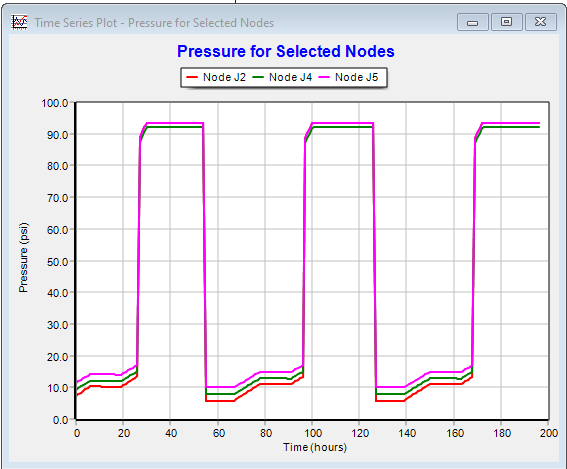 Time Series Plot - Pressure for Selected Nodes
Pressure for Selected Nodes
Node J2 Node J4 Node J5
100.0
90.0
80.0
70.0
60.0
50.0
40.0
30.0
20.0
10.0
0.0
Pressure (psi)
0 20 40 60 80 100 120 140 160 180 200
Time (hours)